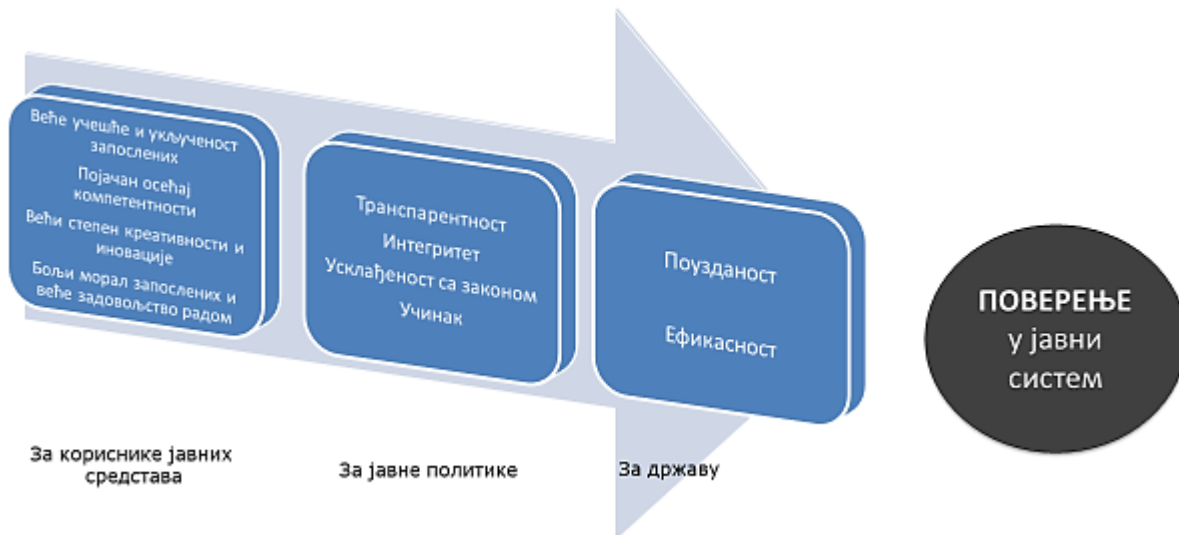 Веће учешће и укљученост
запослених
Појачан осећај
компетентности
Већи степен креативности и
иновације
Бољи морал запослених и
веће задовољство радом
Транспарентност
Интегритет
Усклађеност са законом
Учинак
Поузданост
Ефикасност
ПОВЕРЕЊЕ
у јавни
систем
За кориснике јавних
средстава
За јавне политике
За државу